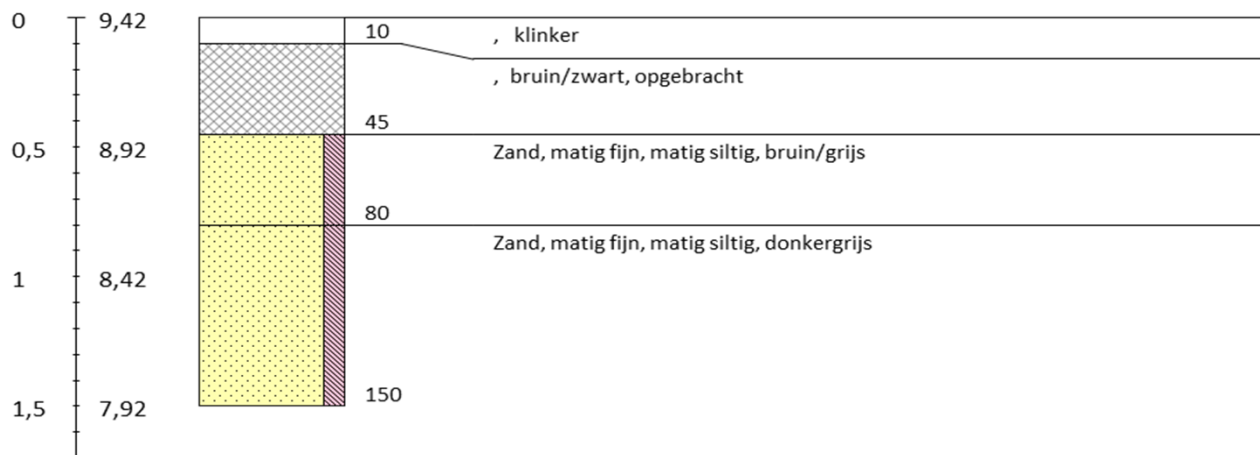 0 9,42
10 , klinker
, bruin/zwart, opgebracht
45
0,5 8,92 Zand, matig fijn, matig siltig, bruin/grijs
80
Zand, matig fijn, matig siltig, donkergrijs
1 8,42
150
1,5 7,92